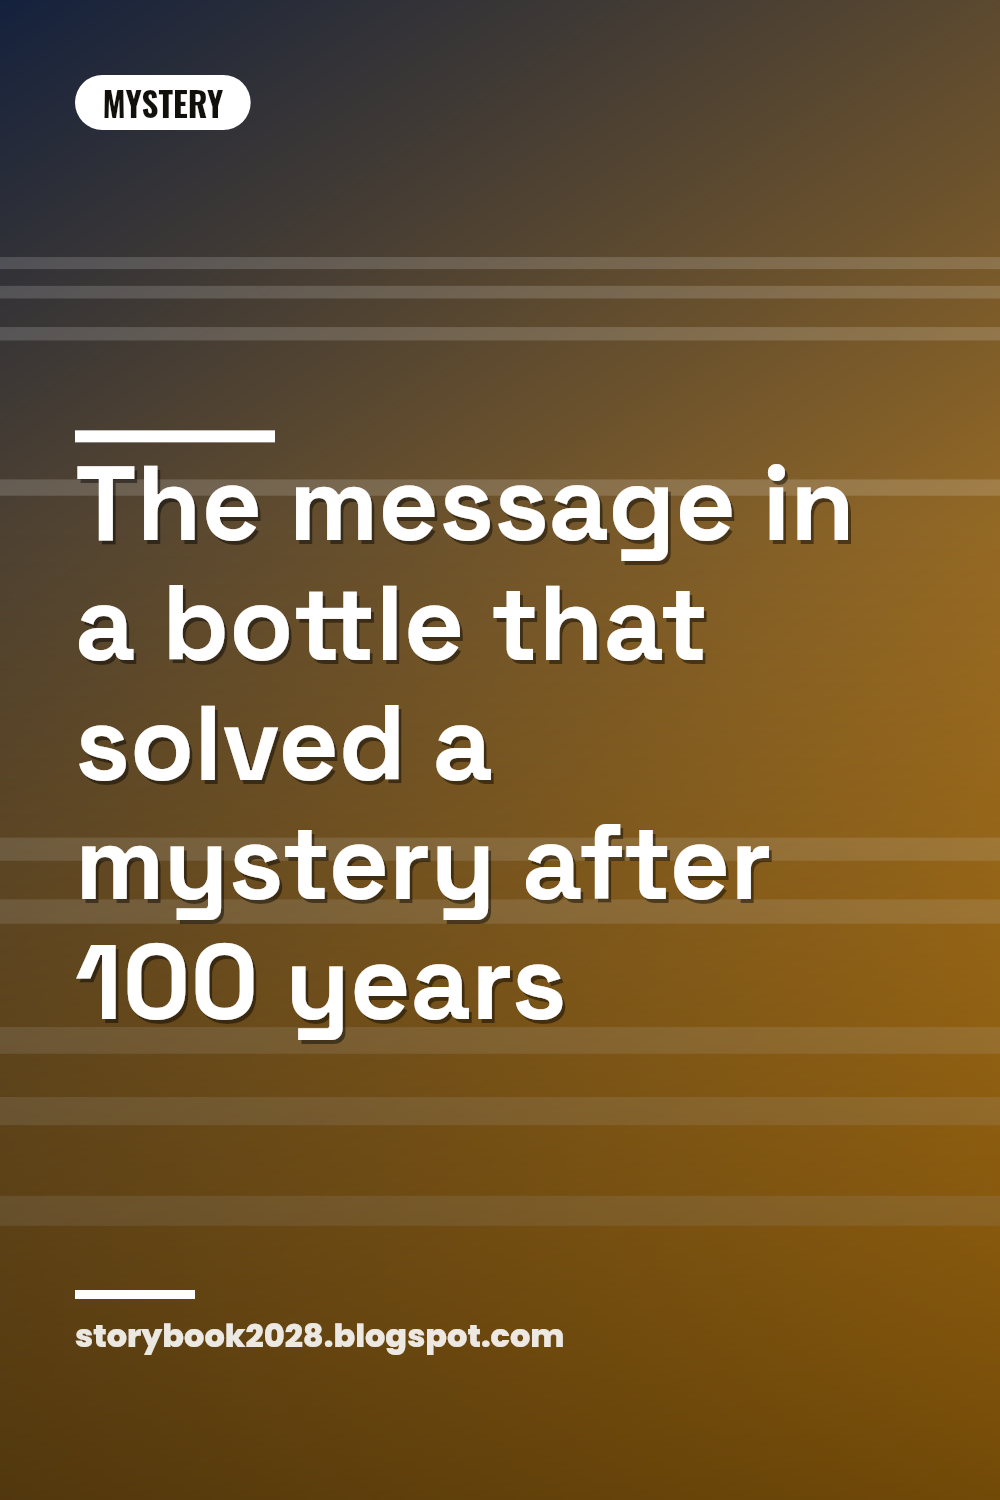 MYSTERY
The message in
a bottle that
solved a
mystery after
100 years
storybook2028.blogspot.com